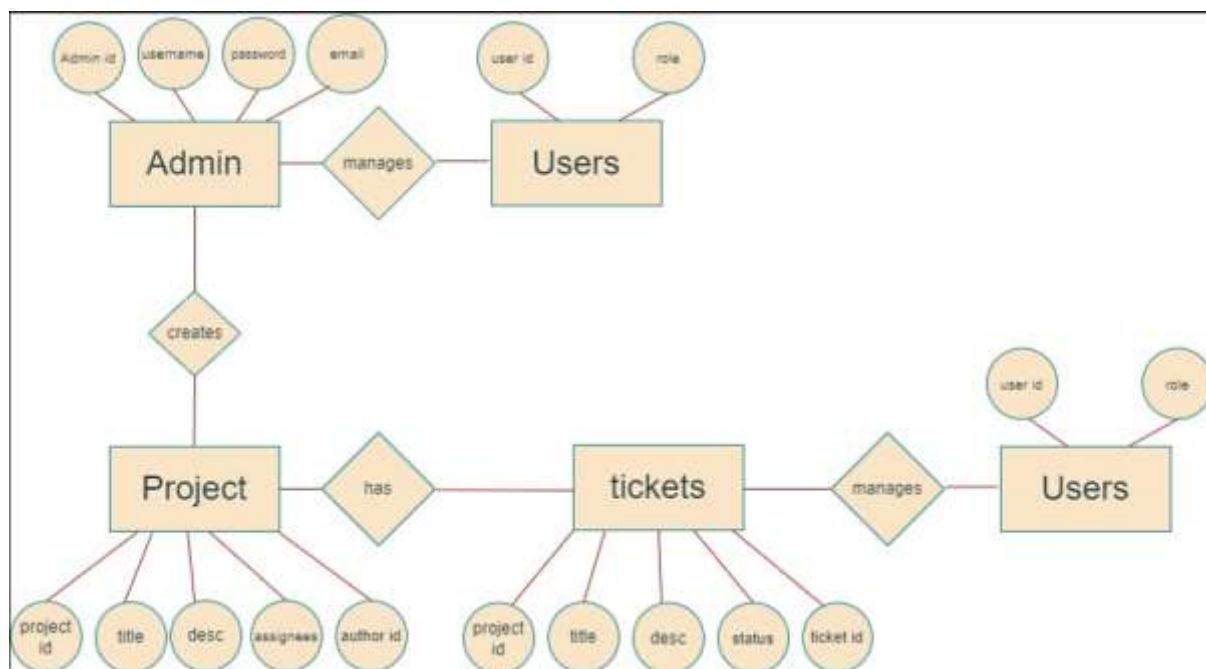 Admin id
username
password
email
user id
role
Admin
manages
Users
creates
user id
role
Project
has
tickets
manages
Users
project
id
title
desc
assignees
author id
project
id
title
desc
status
ticket id